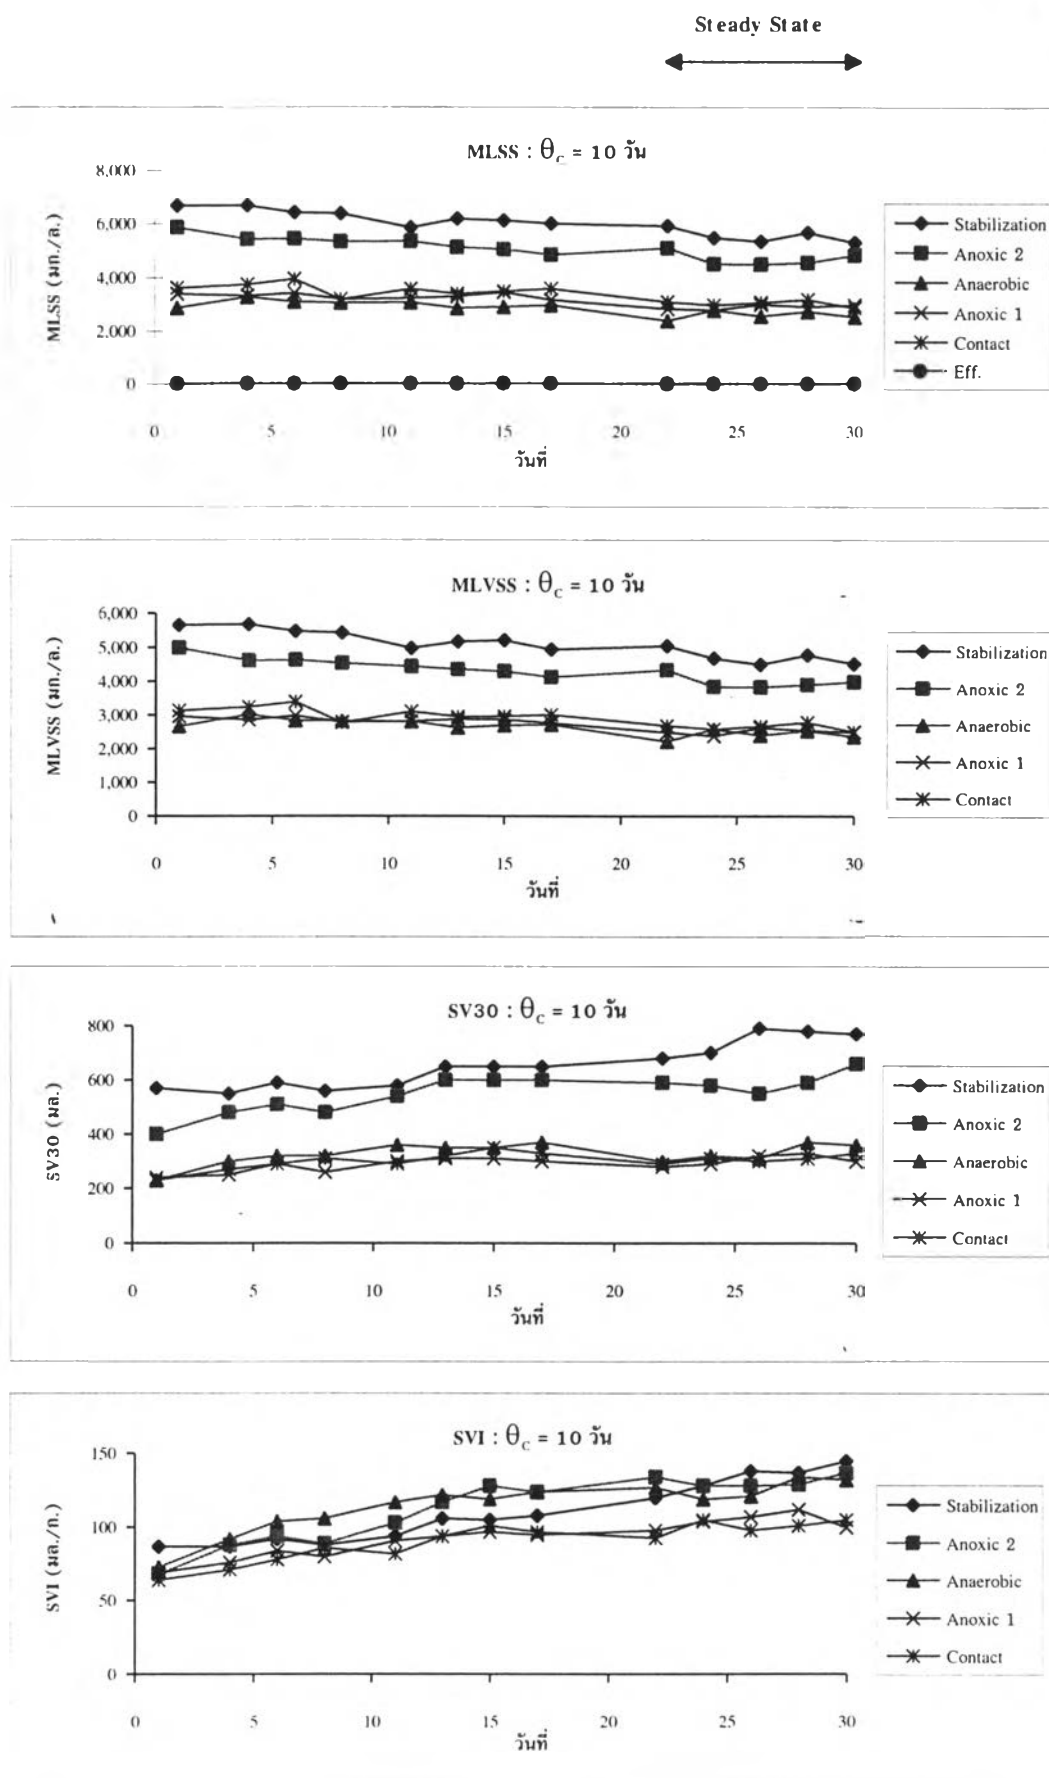 Steady State
MLSS : θc = 10 วัน
8,000
6,000
4,000
2,000
0
MLSS (มก./ล.)
0 5 10 15 20 25 30
วันที่
Stabilization
Anoxic 2
Anaerobic
Anoxic 1
Contact
Eff.
MLVSS : θc = 10 วัน
6,000
5,000
4,000
3,000
2,000
1,000
0
MLVSS (มก./ล.)
0 5 10 15 20 25 30
วันที่
Stabilization
Anoxic 2
Anaerobic
Anoxic 1
Contact
SV30 : θc = 10 วัน
800
600
400
200
0
SV30 (มล.)
0 5 10 15 20 25 30
วันที่
Stabilization
Anoxic 2
Anaerobic
Anoxic 1
Contact
SVI : θc = 10 วัน
150
100
50
0
SVI (มล./ก.)
0 5 10 15 20 25 30
วันที่
Stabilization
Anoxic 2
Anaerobic
Anoxic 1
Contact